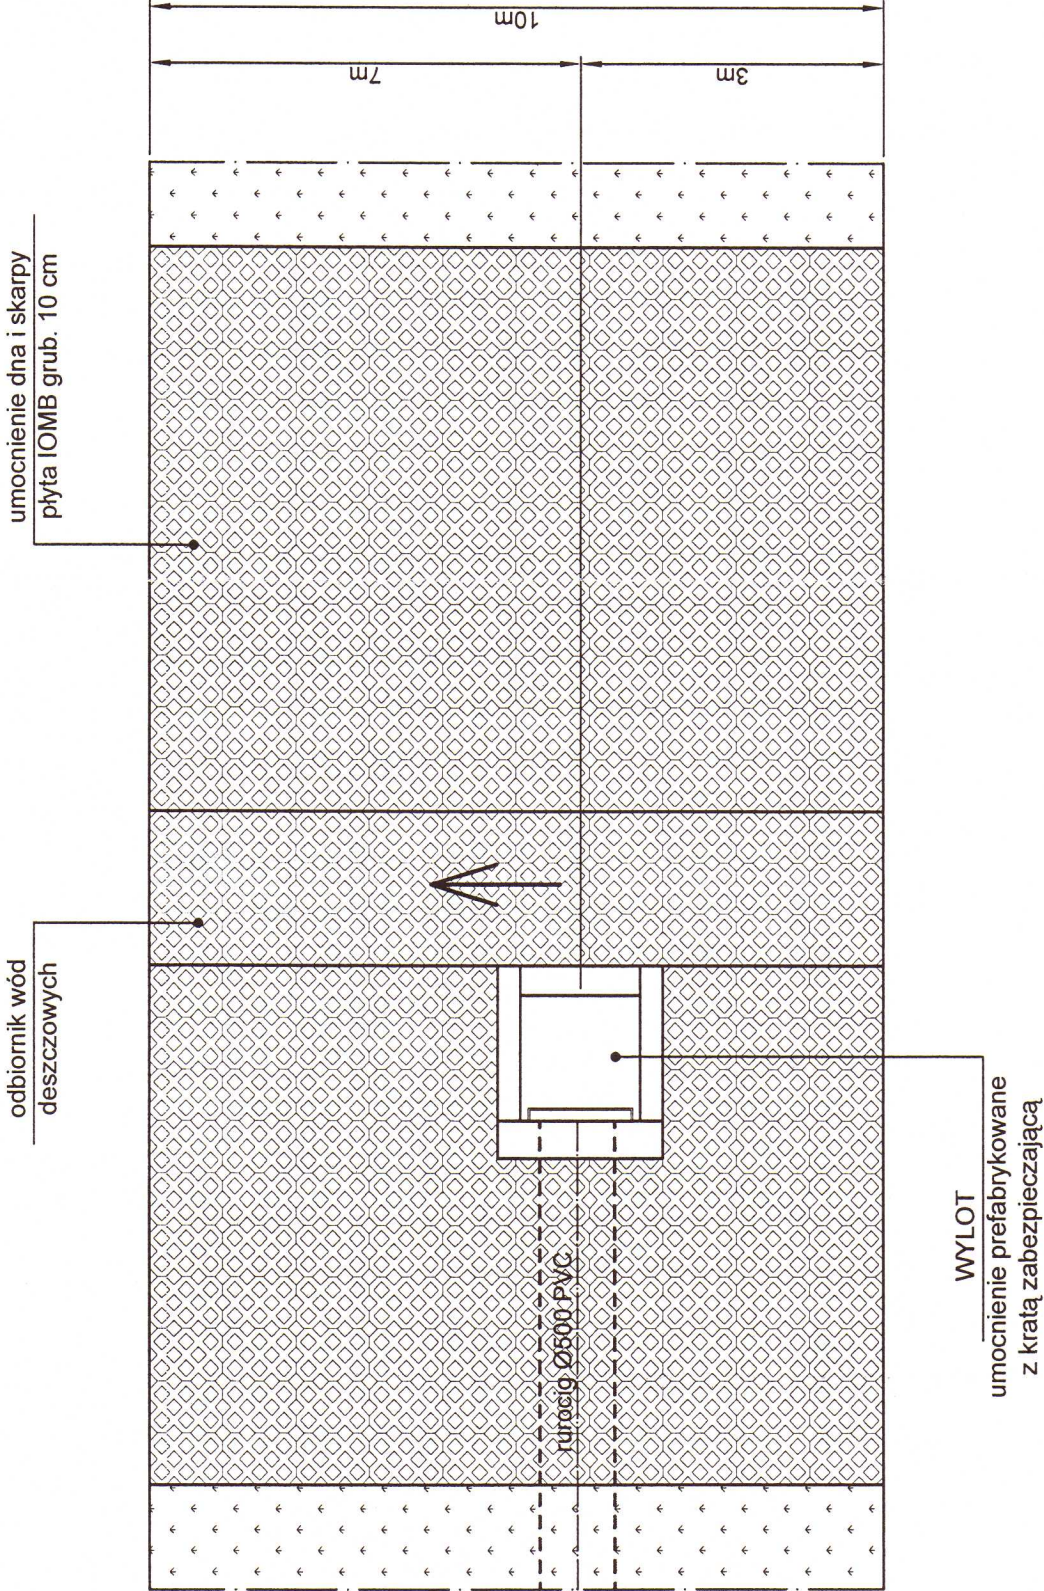 10m
7m
3m
umocnienie dna i skarpy
płyta IOMB grub. 10 cm
odbiornik wód
deszczowych
rurocig Ø500 PVC
WYLOT
umocnienie prefabrykowane
z kratą zabezpieczającą